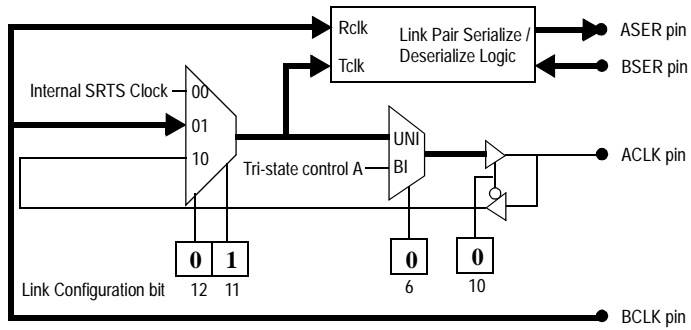 Rclk
Link Pair Serialize /
Deserialize Logic
Tclk
ASER pin
BSER pin
Internal SRTS Clock
00
01
10
UNI
BI
Tri-state control A
ACLK pin
0 1
0
0
Link Configuration bit 12 11
6
10
BCLK pin